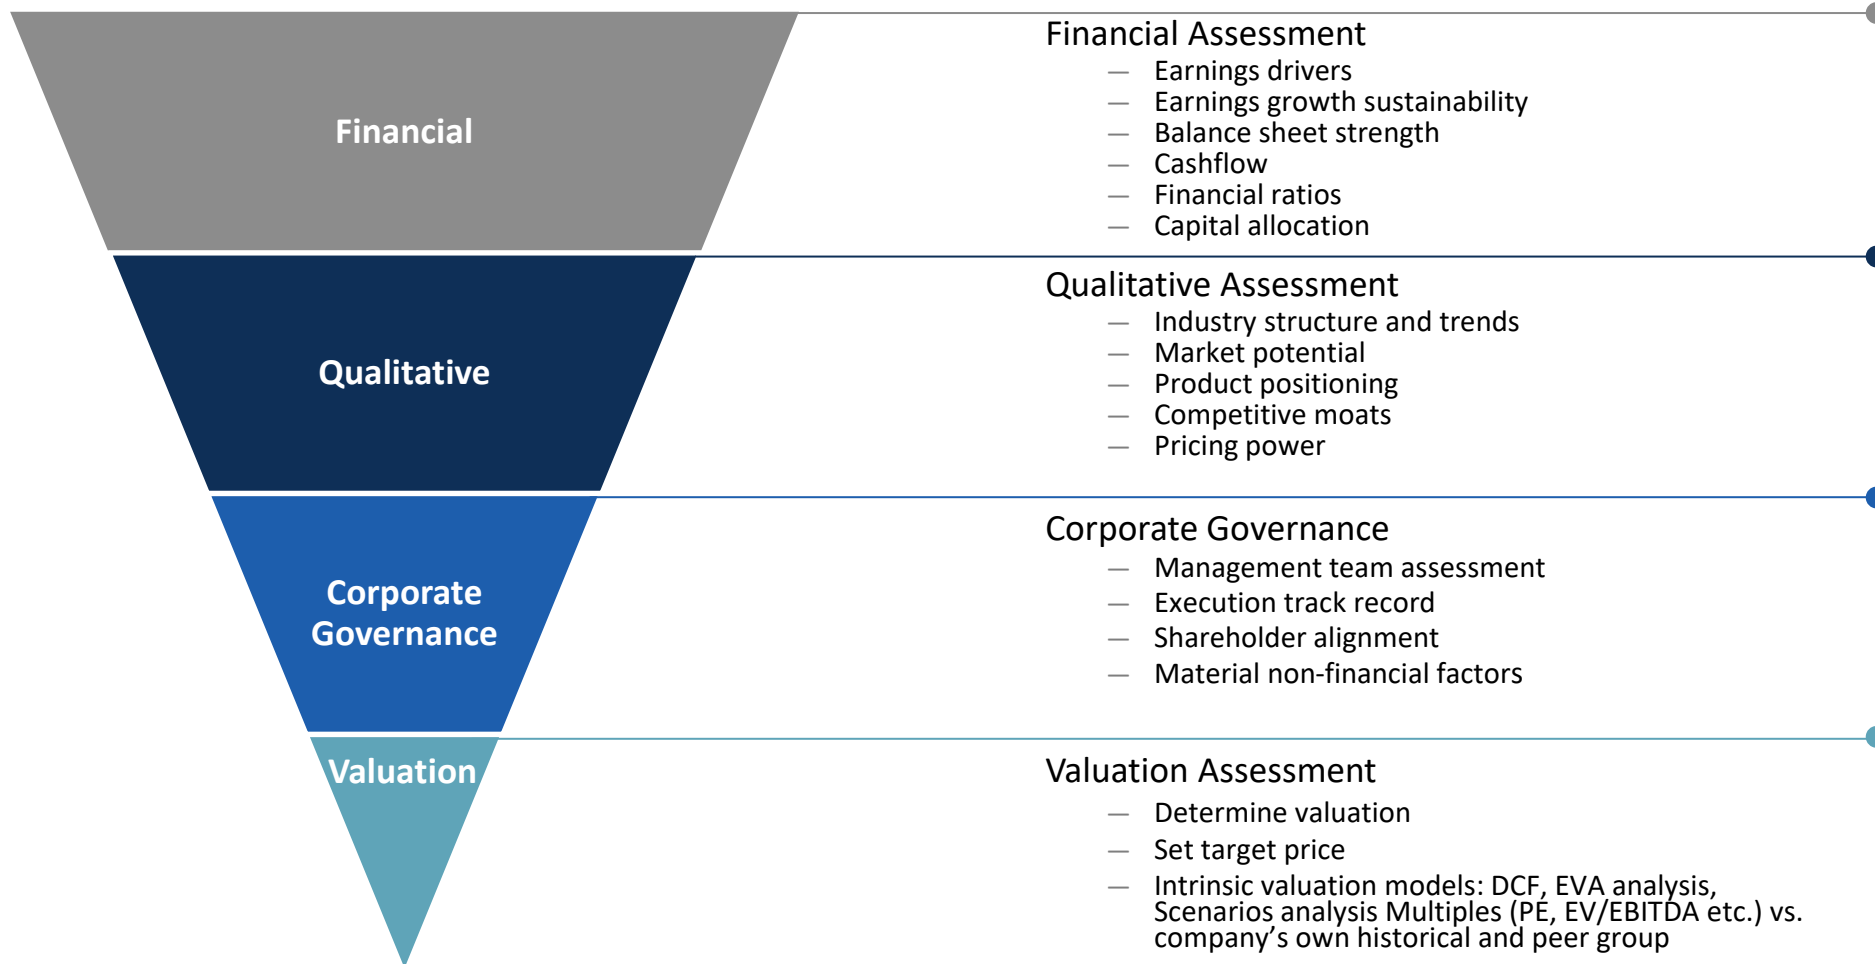 Financial
Financial Assessment
— Earnings drivers
— Earnings growth sustainability
— Balance sheet strength
— Cashflow
— Financial ratios
— Capital allocation
Qualitative
Qualitative Assessment
— Industry structure and trends
— Market potential
— Product positioning
— Competitive moats
— Pricing power
Corporate
Governance
Corporate Governance
— Management team assessment
— Execution track record
— Shareholder alignment
— Material non-financial factors
Valuation
Valuation Assessment
— Determine valuation
— Set target price
— Intrinsic valuation models: DCF, EVA analysis,
Scenarios analysis Multiples (PE, EV/EBITDA etc.) vs.
company’s own historical and peer group